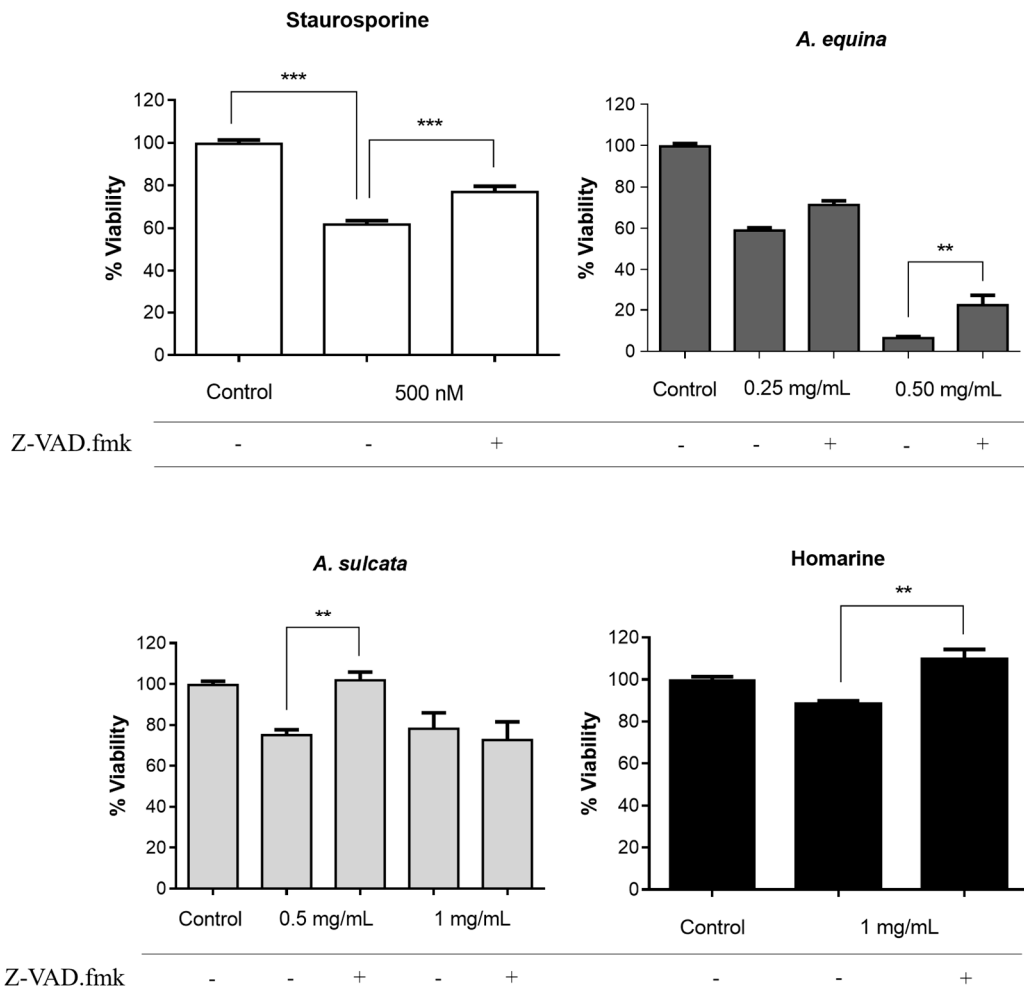 Staurosporine
***
***
120
100
80
60
40
20
0
% Viability
Control 500 nM
A. equina
**
120
100
80
60
40
20
0
% Viability
Control 0.25 mg/mL 0.50 mg/mL
Z-VAD.fmk - - + - - + - +
A. sulcata
**
120
100
80
60
40
20
0
% Viability
Control 0.5 mg/mL 1 mg/mL
Homarine
**
120
100
80
60
40
20
0
% Viability
Control 1 mg/mL
Z-VAD.fmk - - + - + - - +